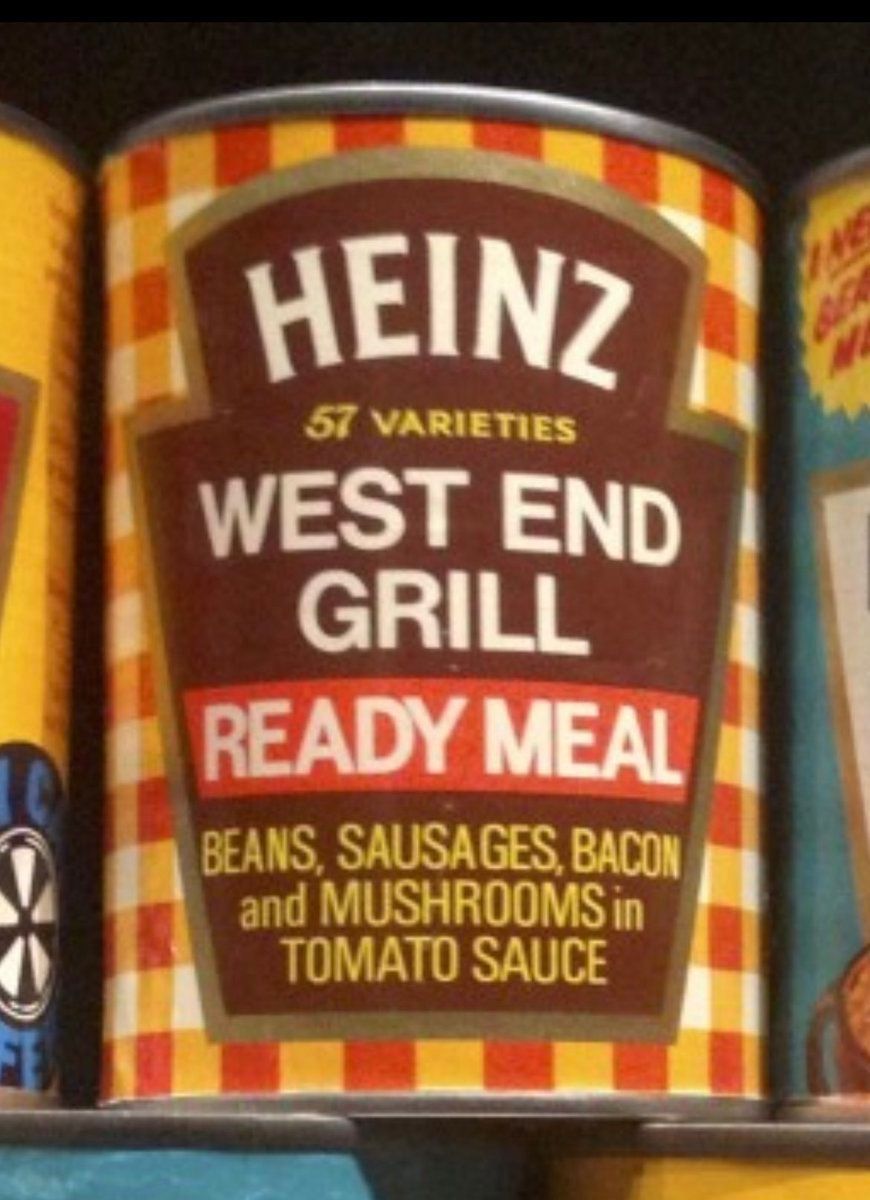 HEINZ
57 VARIETIES
WEST END
GRILL
READY MEAL
BEANS, SAUSAGES, BACON
and MUSHROOMS in
TOMATO SAUCE